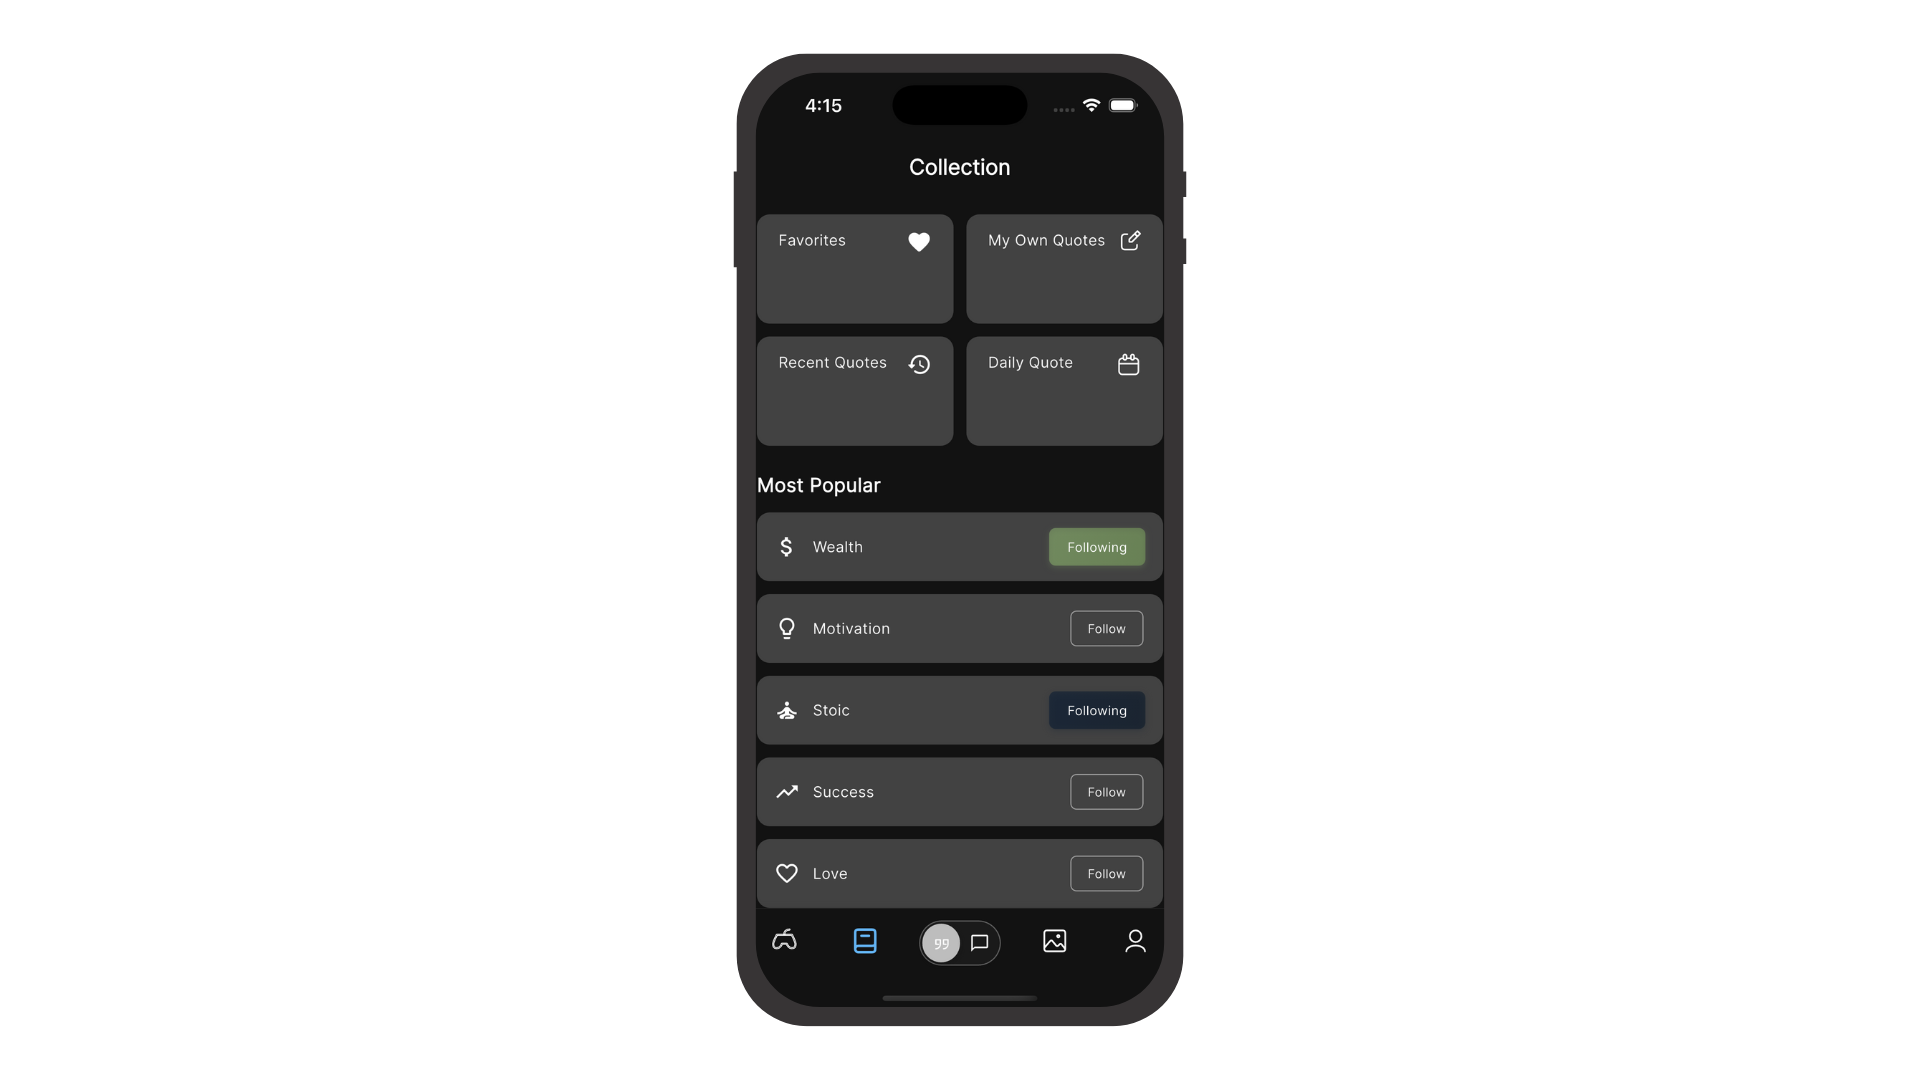 4:15
Collection
Favorites
My Own Quotes
Recent Quotes
Daily Quote
Most Popular
Wealth
Following
Motivation
Follow
Stoic
Following
Success
Follow
Love
Follow